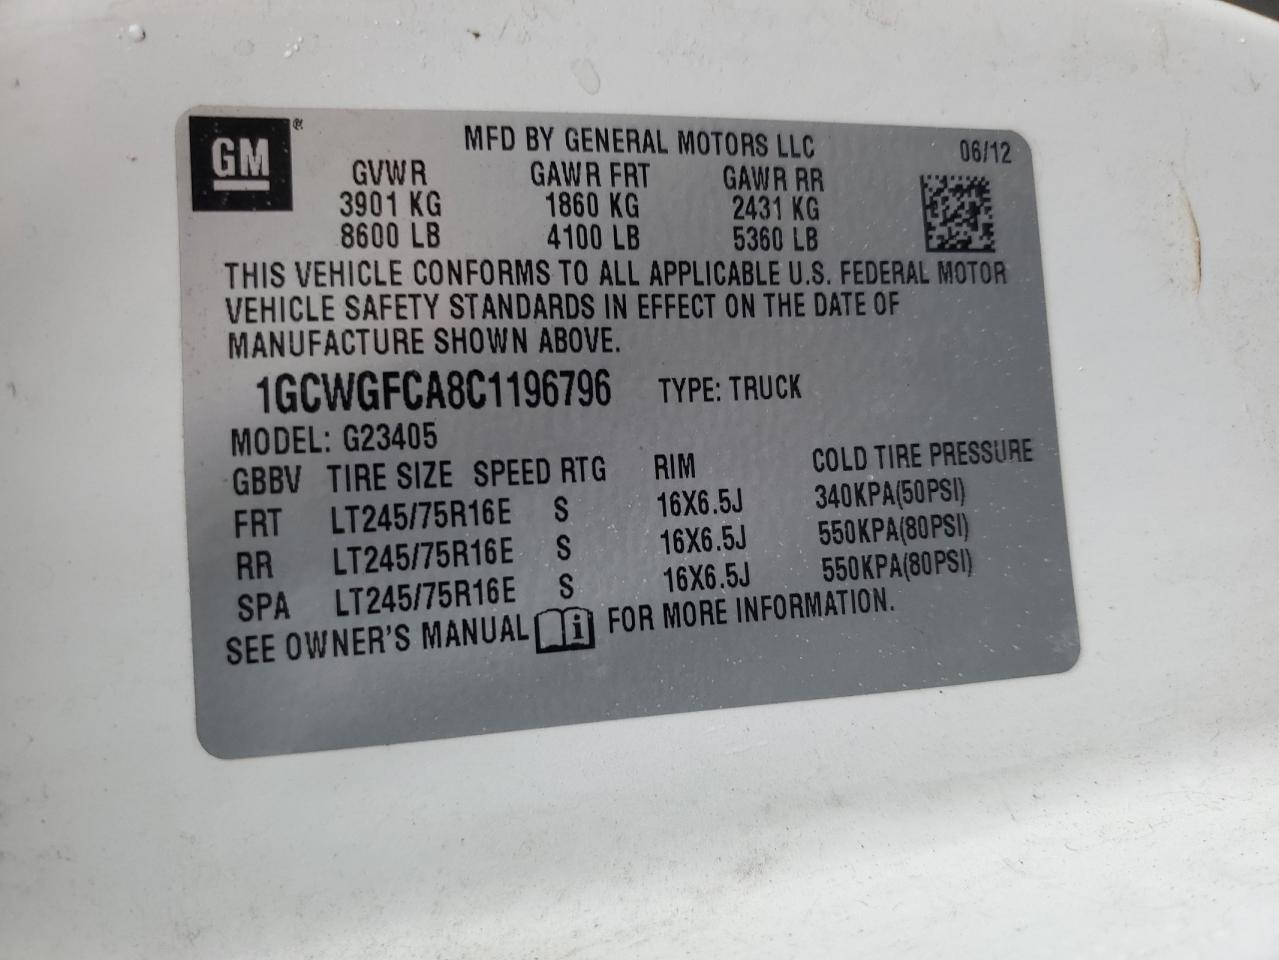 GM ® MFD BY GENERAL MOTORS LLC 06/12
GVWR GAWR FRT GAWR RR
3901 KG 1860 KG 2431 KG
8600 LB 4100 LB 5360 LB
THIS VEHICLE CONFORMS TO ALL APPLICABLE U.S. FEDERAL MOTOR
VEHICLE SAFETY STANDARDS IN EFFECT ON THE DATE OF
MANUFACTURE SHOWN ABOVE.
1GCWGFCA8C1196796 TYPE: TRUCK
MODEL: G23405
GBBV TIRE SIZE SPEED RTG RIM COLD TIRE PRESSURE
FRT LT245/75R16E S 16X6.5J 340KPA(50PSI)
RR LT245/75R16E S 16X6.5J 550KPA(80PSI)
SPA LT245/75R16E S 16X6.5J 550KPA(80PSI)
SEE OWNER'S MANUAL i FOR MORE INFORMATION.